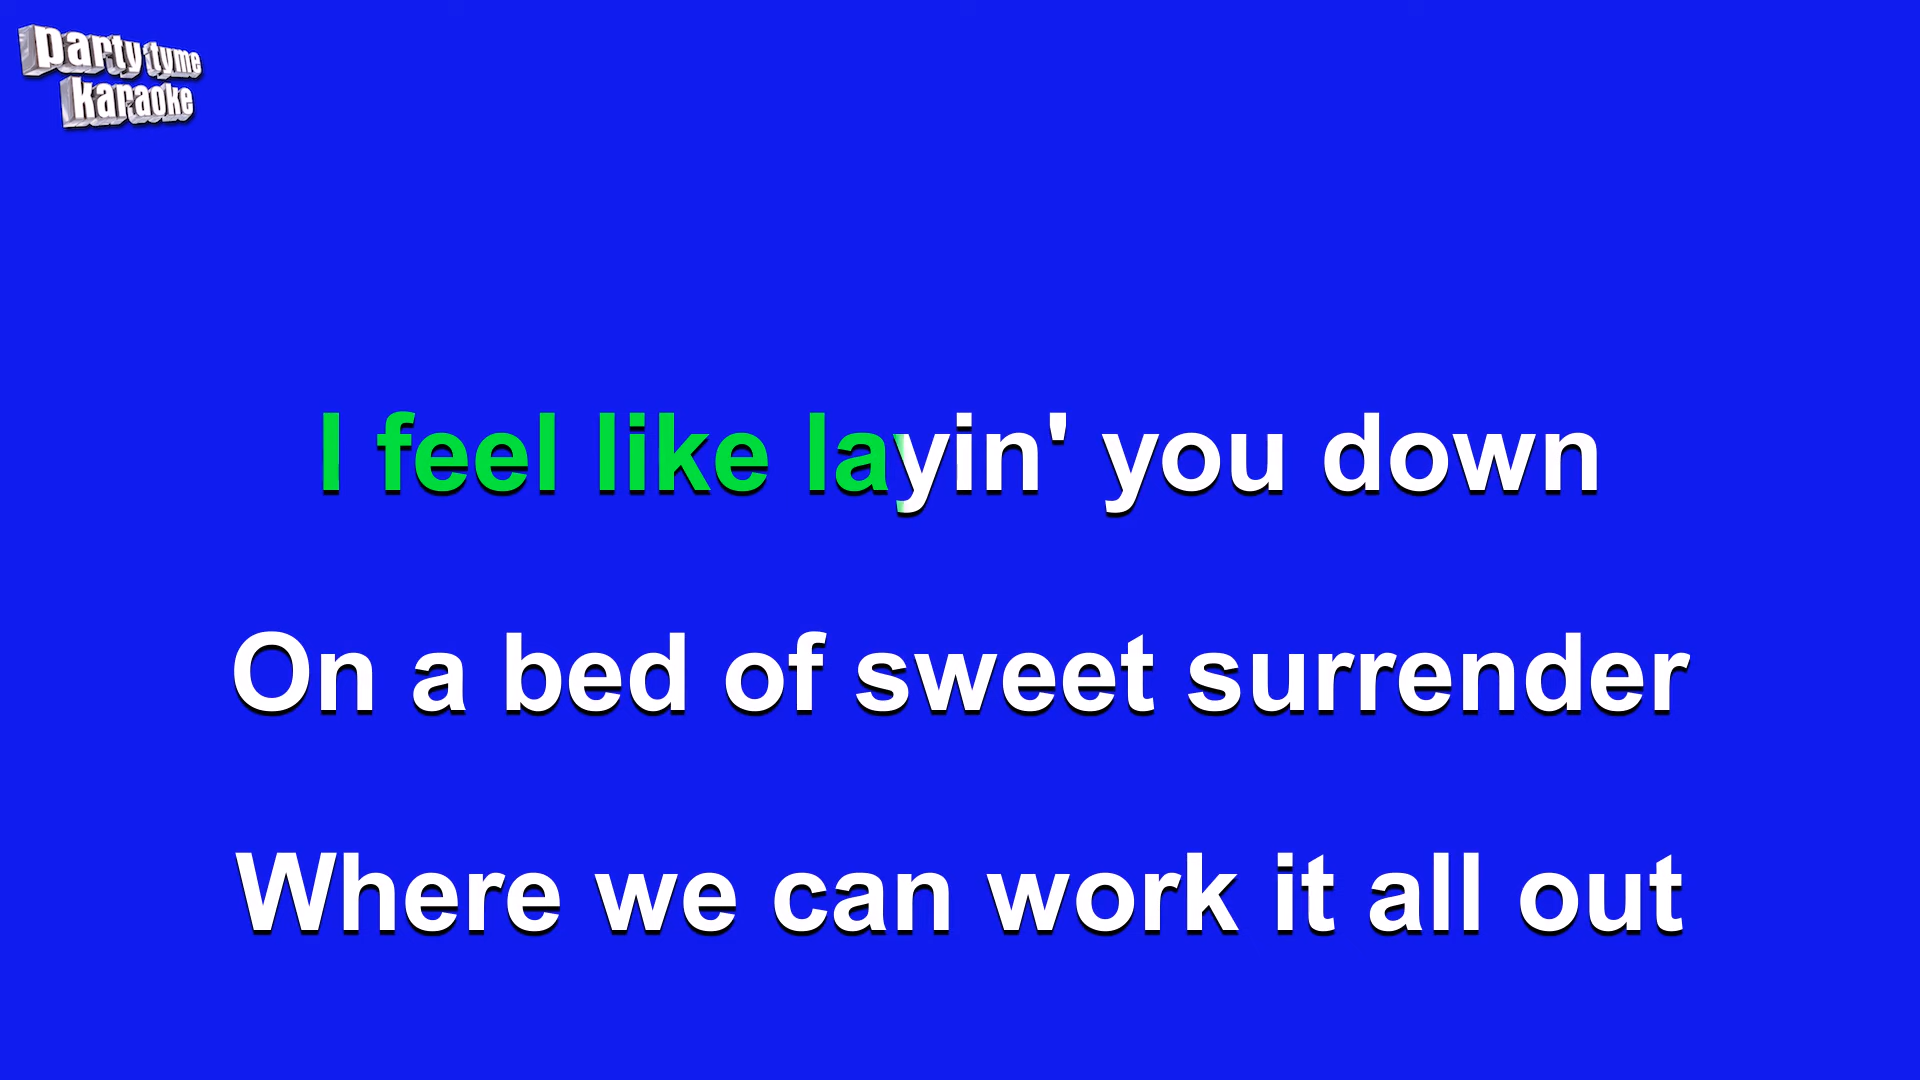 party tyme
karaoke
I feel like layin' you down
On a bed of sweet surrender
Where we can work it all out